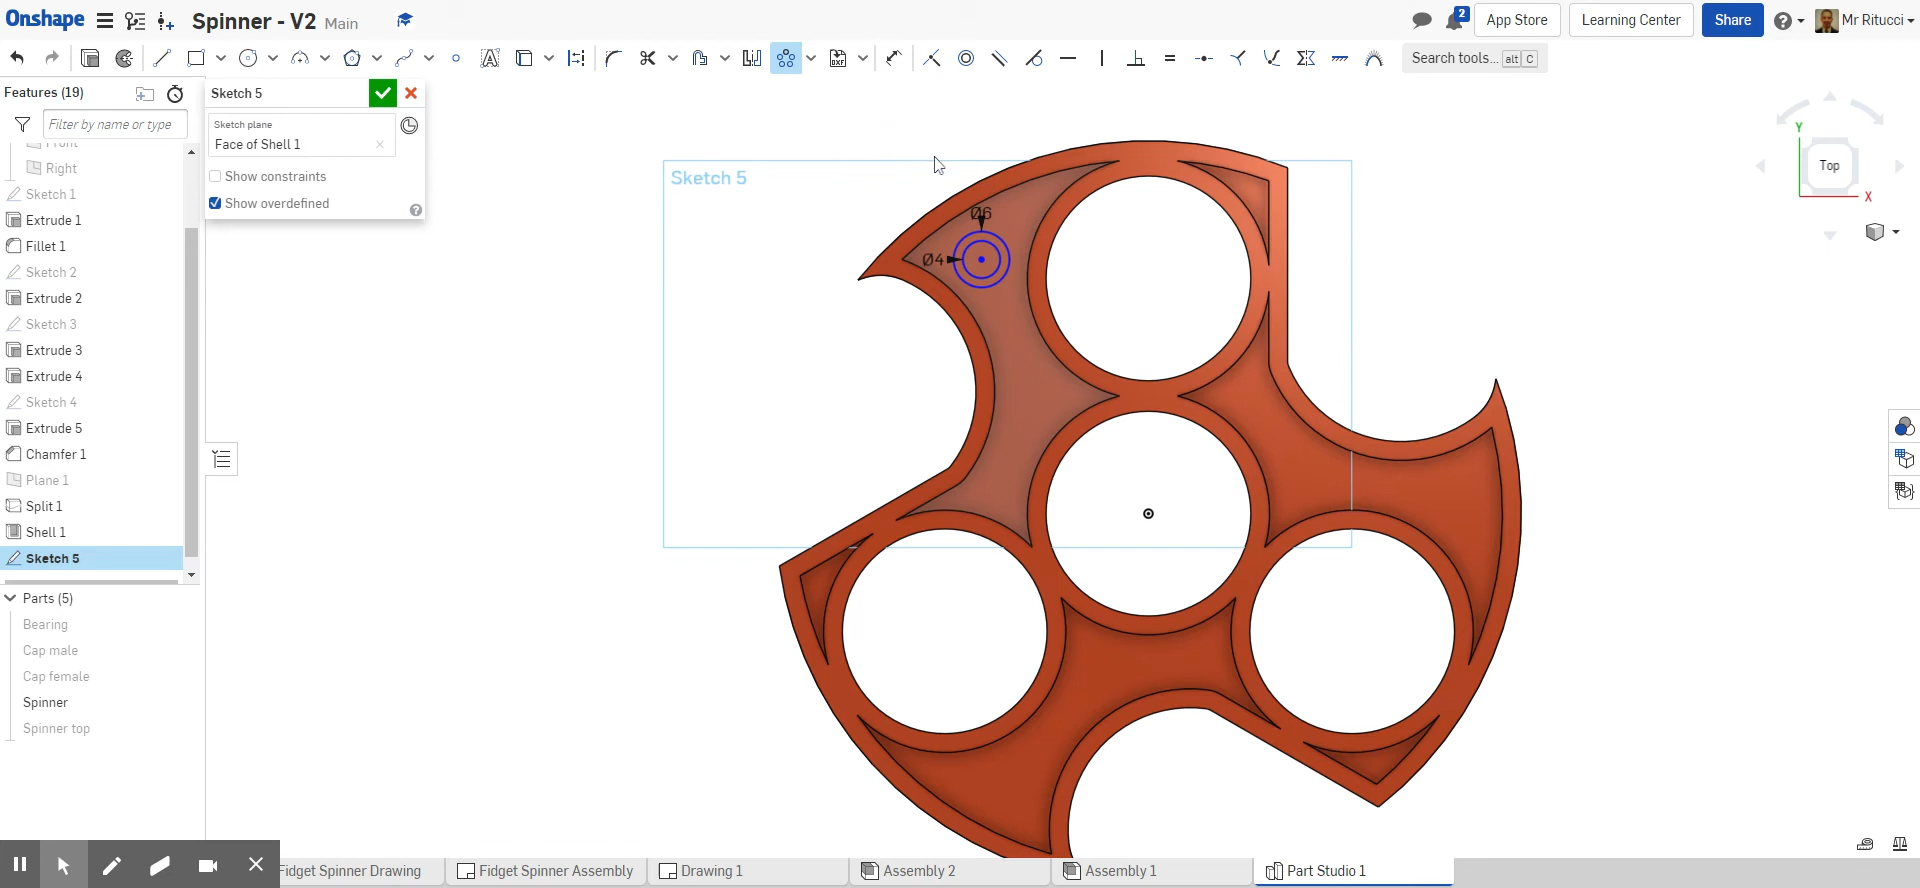 Onshape
Spinner - V2 Main
2
App Store
Learning Center
Share
Mr Ritucci
DXF
Search tools... alt C
Features (19)
Filter by name or type
Front
Right
Sketch 1
Extrude 1
Fillet 1
Sketch 2
Extrude 2
Sketch 3
Extrude 3
Extrude 4
Sketch 4
Extrude 5
Chamfer 1
Plane 1
Split 1
Shell 1
Sketch 5
Parts (5)
Bearing
Cap male
Cap female
Spinner
Spinner top
Sketch 5
Sketch plane
Face of Shell 1
Show constraints
Show overdefined
Sketch 5
Ø6
Ø4
Y
Top
X
Fidget Spinner Drawing
Fidget Spinner Assembly
Drawing 1
Assembly 2
Assembly 1
Part Studio 1